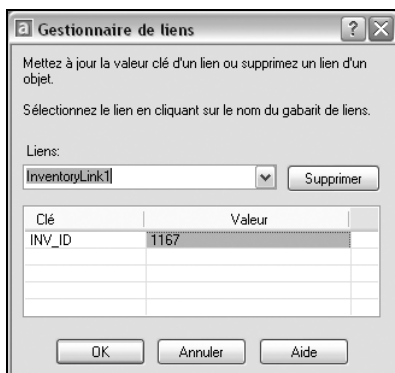 Gestionnaire de liens
Mettez à jour la valeur clé d'un lien ou supprimez un lien d'un
objet.
Sélectionnez le lien en cliquant sur le nom du gabarit de liens.
Liens:
InventoryLink1 Supprimer
Clé Valeur
INV_ID 1167
OK Annuler Aide